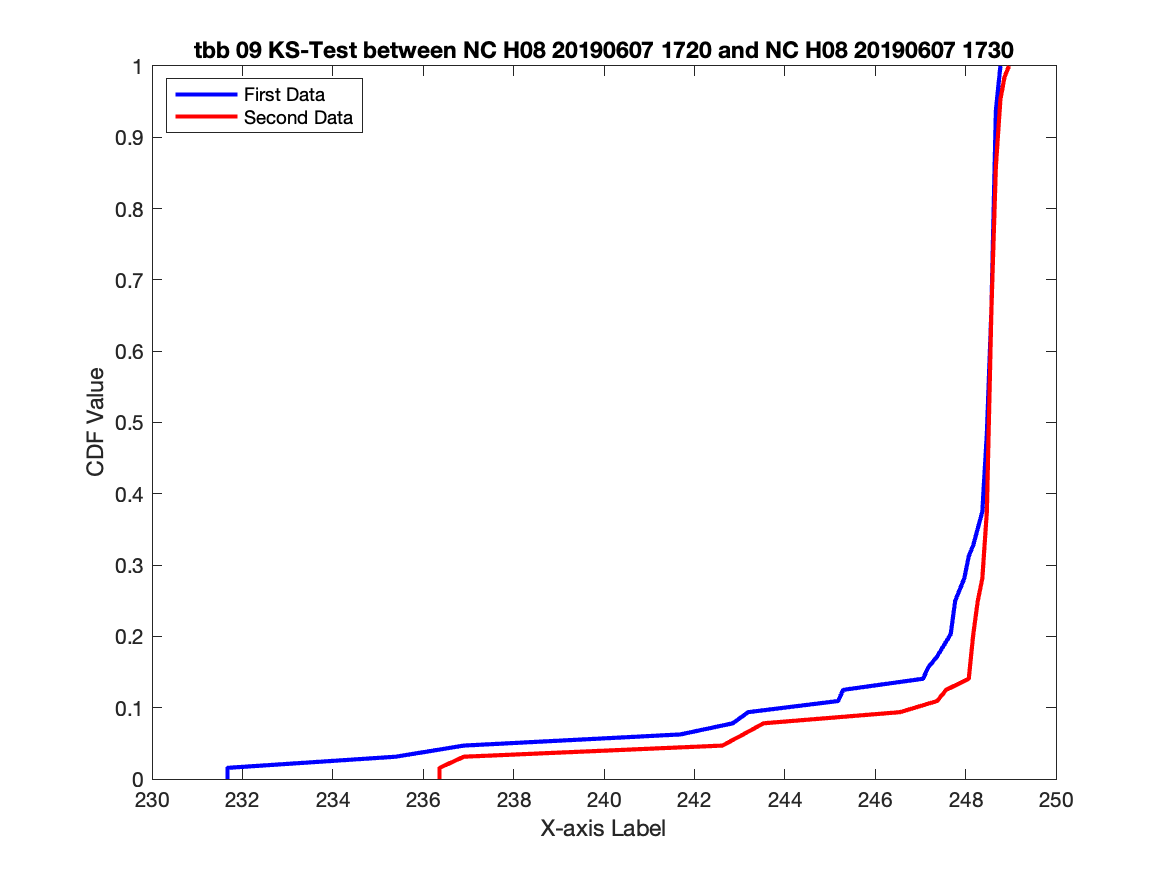 tbb 09 KS-Test between NC H08 20190607 1720 and NC H08 20190607 1730
First Data
Second Data
1
0.9
0.8
0.7
0.6
0.5
0.4
0.3
0.2
0.1
0
CDF Value
230 232 234 236 238 240 242 244 246 248 250
X-axis Label